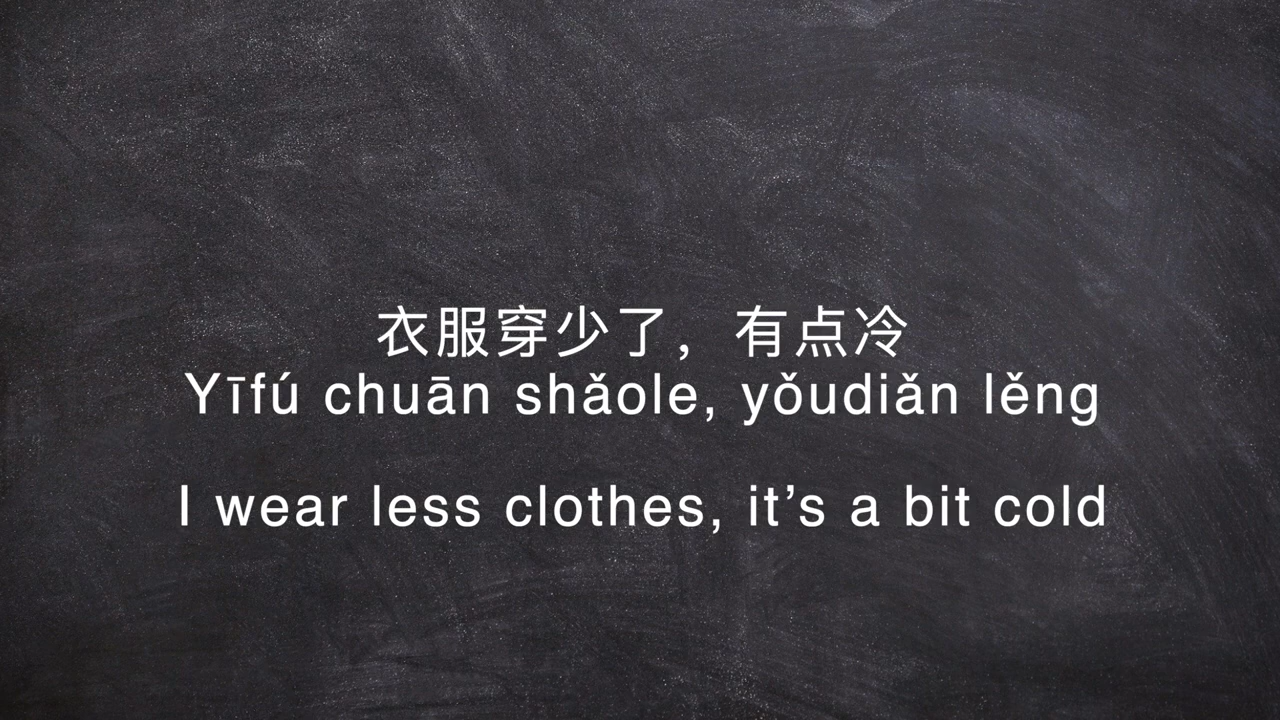 衣服穿少了，有点冷
Yīfú chuān shǎole, yǒudiǎn lěng
I wear less clothes, it’s a bit cold